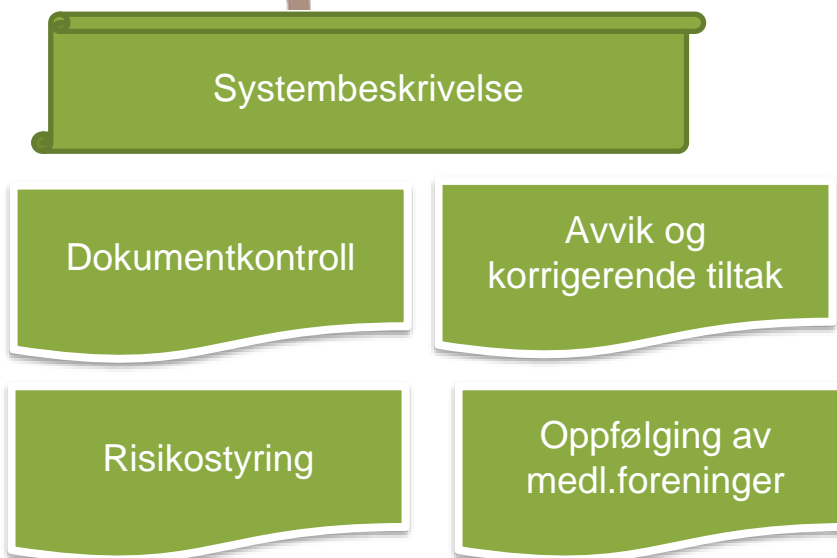 Systembeskrivelse
Dokumentkontroll
Avvik og
korrigerende tiltak
Risikostyring
Oppfølging av
medl.foreninger